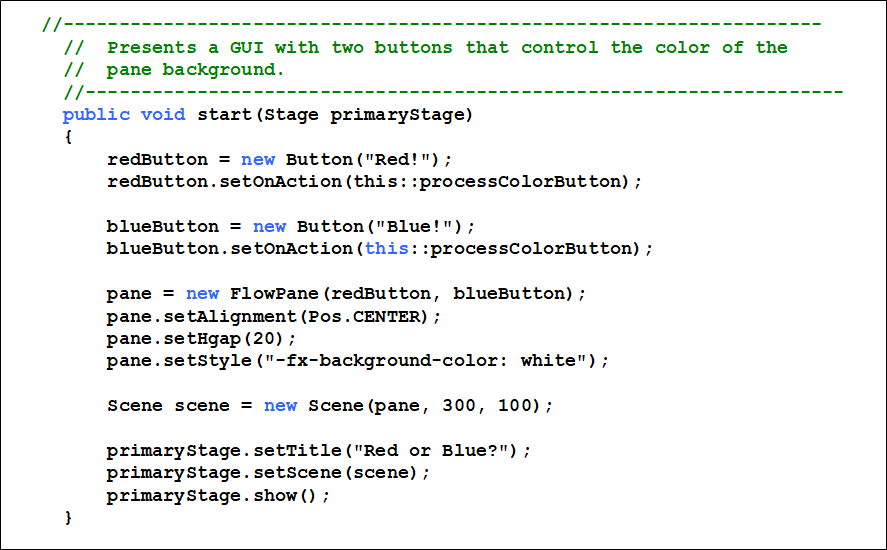 //--------------------------------------------------------------------
//  Presents a GUI with two buttons that control the color of the
//  pane background.
//--------------------------------------------------------------------
public void start(Stage primaryStage)
{
    redButton = new Button("Red!");
    redButton.setOnAction(this::processColorButton);

    blueButton = new Button("Blue!");
    blueButton.setOnAction(this::processColorButton);

    pane = new FlowPane(redButton, blueButton);
    pane.setAlignment(Pos.CENTER);
    pane.setHgap(20);
    pane.setStyle("-fx-background-color: white");

    Scene scene = new Scene(pane, 300, 100);

    primaryStage.setTitle("Red or Blue?");
    primaryStage.setScene(scene);
    primaryStage.show();
}